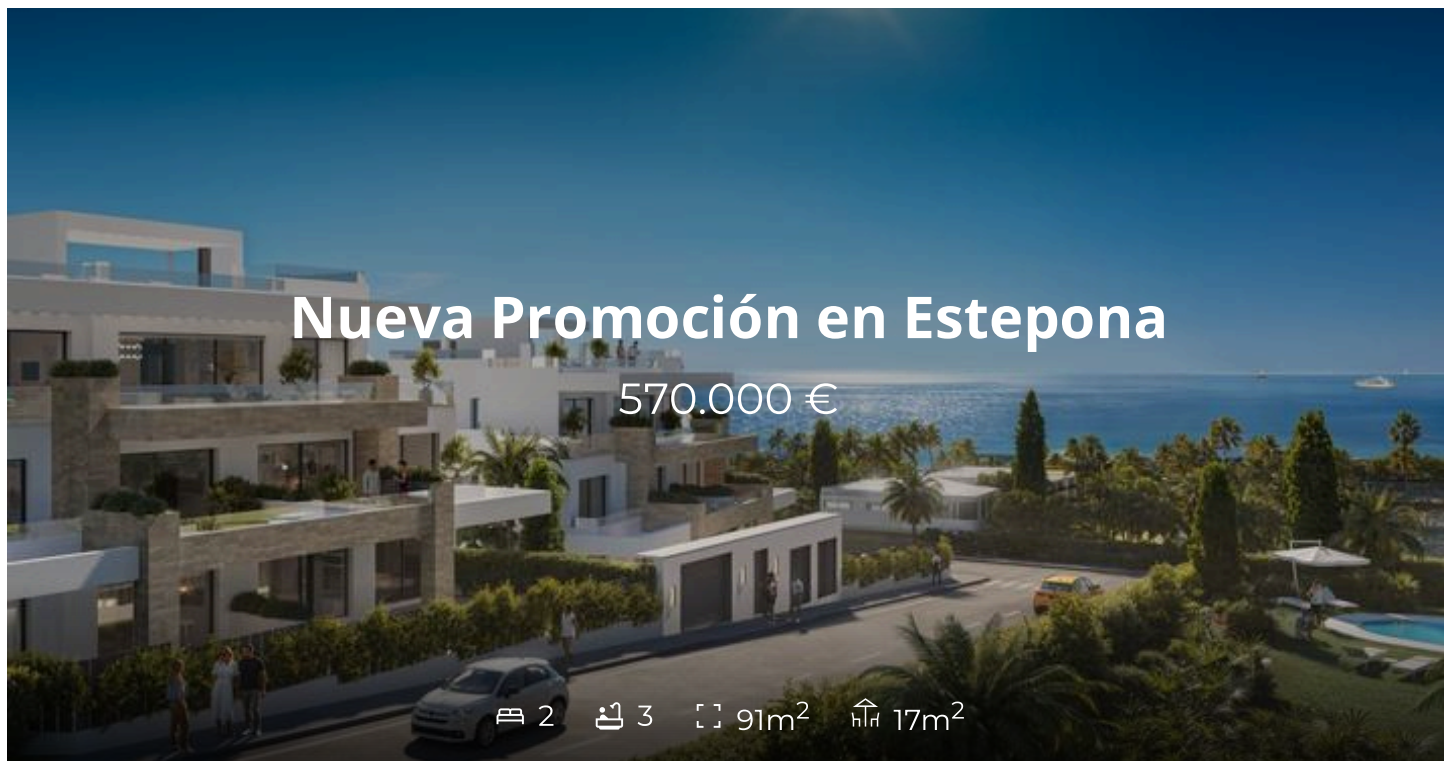 Nueva Promoción en Estepona
570.000 €
2 3 91m² 17m²